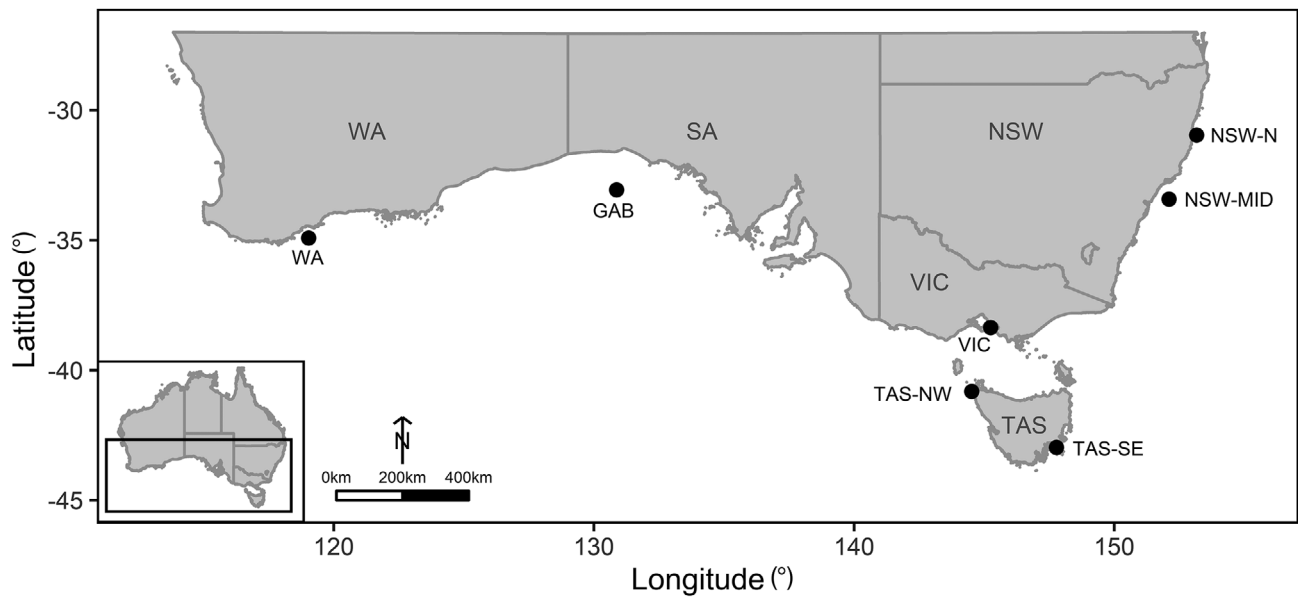 -30
-35
-40
-45
Latitude (°)
WA
SA
NSW
NSW-N
NSW-MID
GAB
WA
VIC
VIC
TAS-NW
TAS
TAS-SE
N
0km 200km 400km
120 130 140 150
Longitude (°)